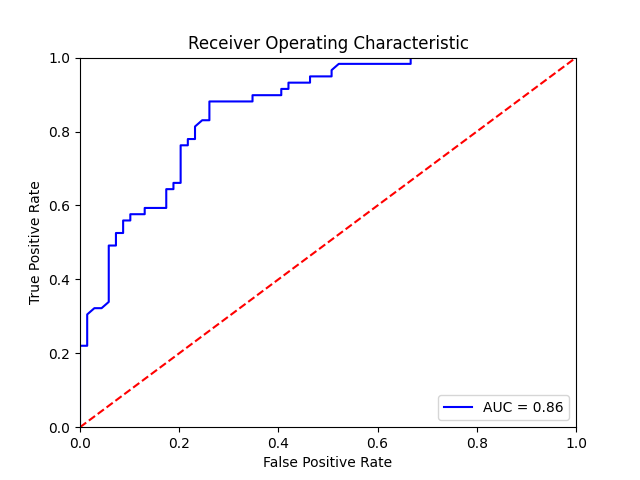 Receiver Operating Characteristic
1.0
0.8
0.6
0.4
0.2
0.0
True Positive Rate
AUC = 0.86
0.0 0.2 0.4 0.6 0.8 1.0
False Positive Rate